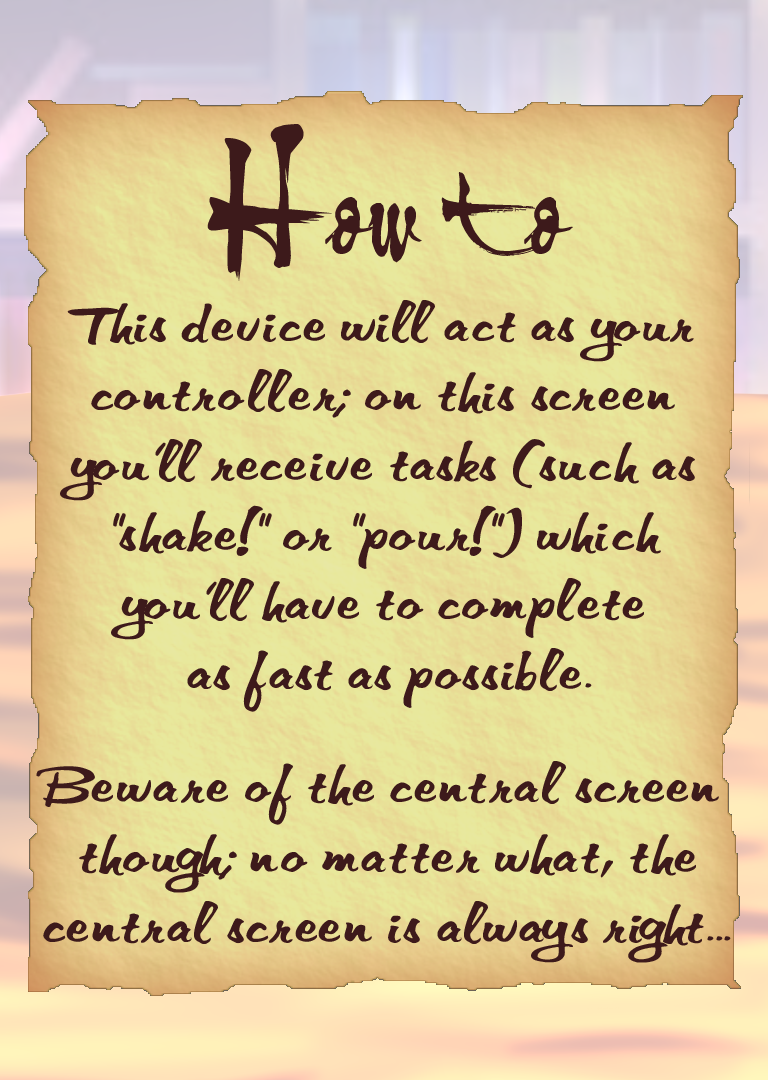 How to
This device will act as your
controller; on this screen
you'll receive tasks (such as
"shake!" or "pour!") which
you'll have to complete
as fast as possible.
Beware of the central screen
though; no matter what, the
central screen is always right...